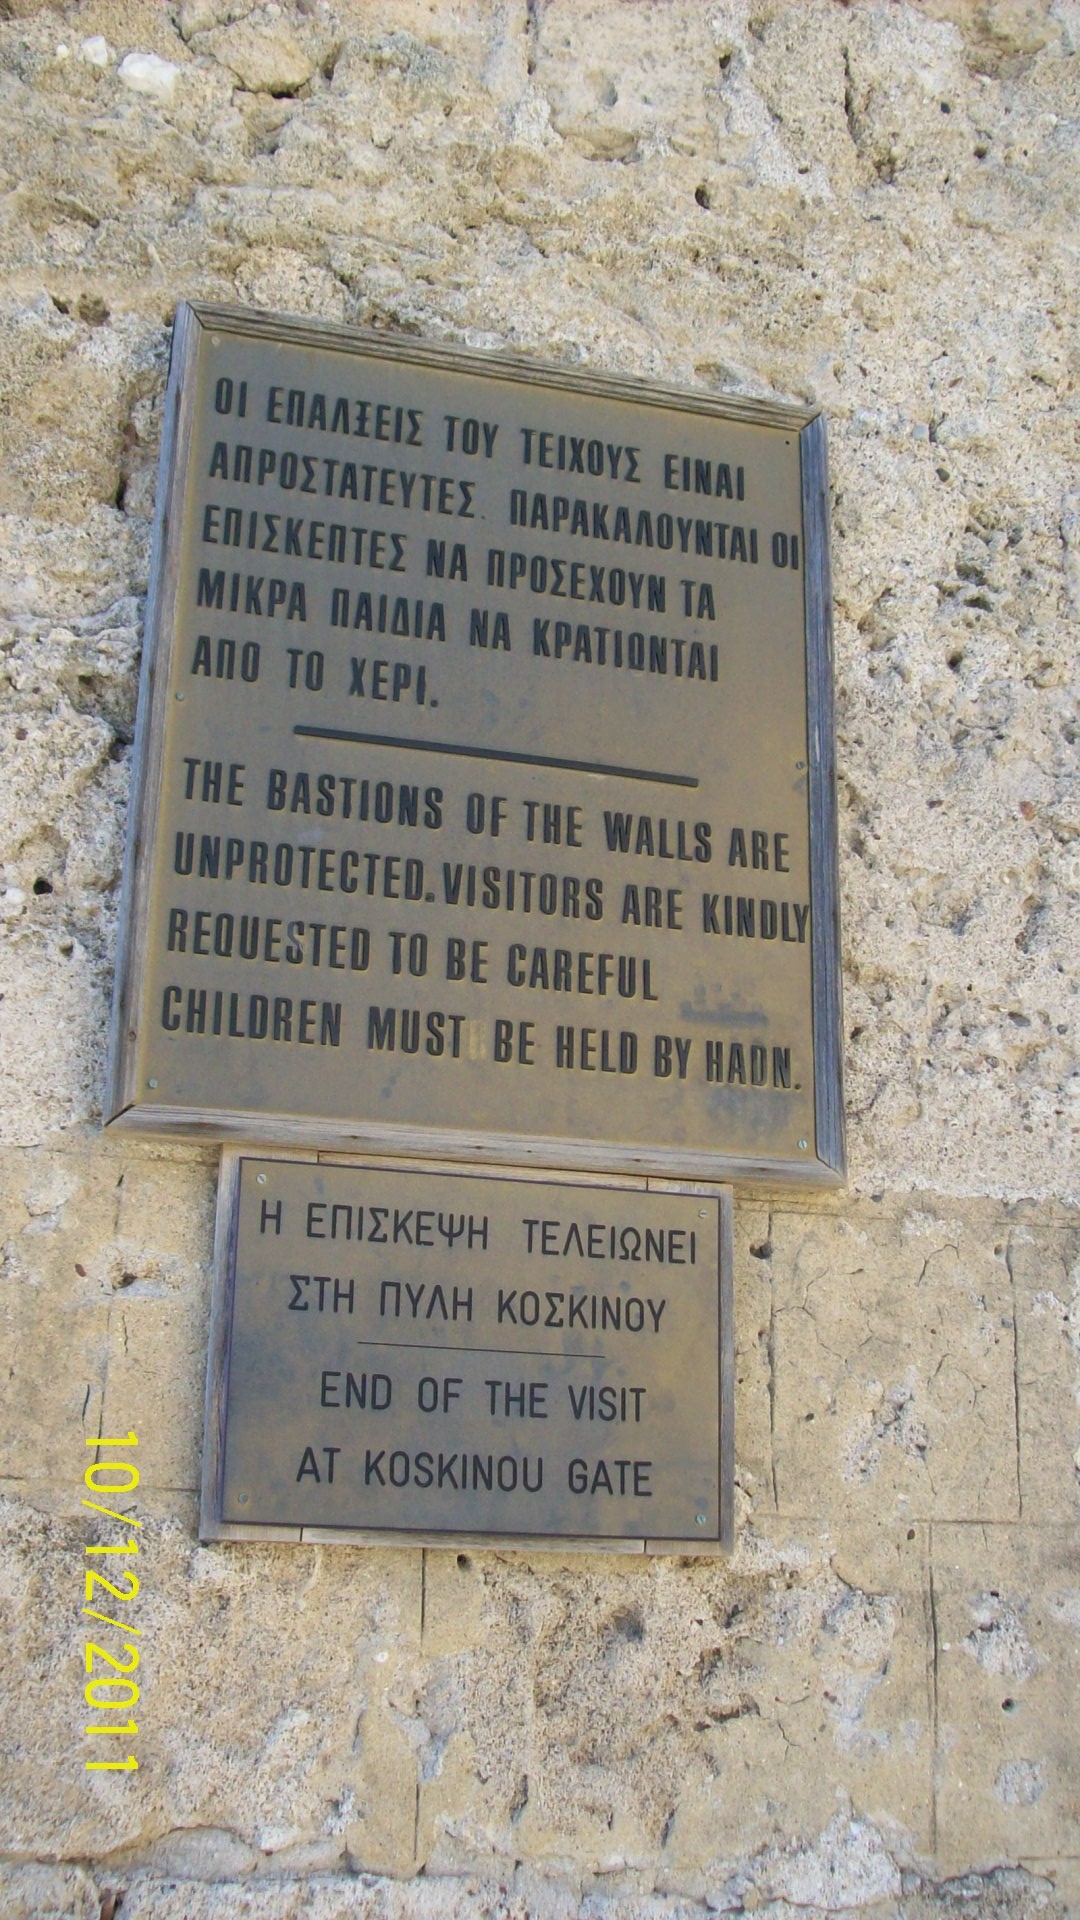 ΟΙ ΕΠΑΛΞΕΙΣ ΤΟΥ ΤΕΙΧΟΥΣ ΕΙΝΑΙ
ΑΠΡΟΣΤΑΤΕΥΤΕΣ. ΠΑΡΑΚΑΛΟΥΝΤΑΙ ΟΙ
ΕΠΙΣΚΕΠΤΕΣ ΝΑ ΠΡΟΣΕΧΟΥΝ ΤΑ
ΜΙΚΡΑ ΠΑΙΔΙΑ ΝΑ ΚΡΑΤΙΟΝΤΑΙ
ΑΠΟ ΤΟ ΧΕΡΙ.
THE BASTIONS OF THE WALLS ARE
UNPROTECTED. VISITORS ARE KINDLY
REQUESTED TO BE CAREFUL
CHILDREN MUST BE HELD BY HADN.
Η ΕΠΙΣΚΕΨΗ ΤΕΛΕΙΩΝΕΙ
ΣΤΗ ΠΥΛΗ ΚΟΣΚΙΝΟΥ
END OF THE VISIT
AT KOSKINOU GATE
10/12/2011